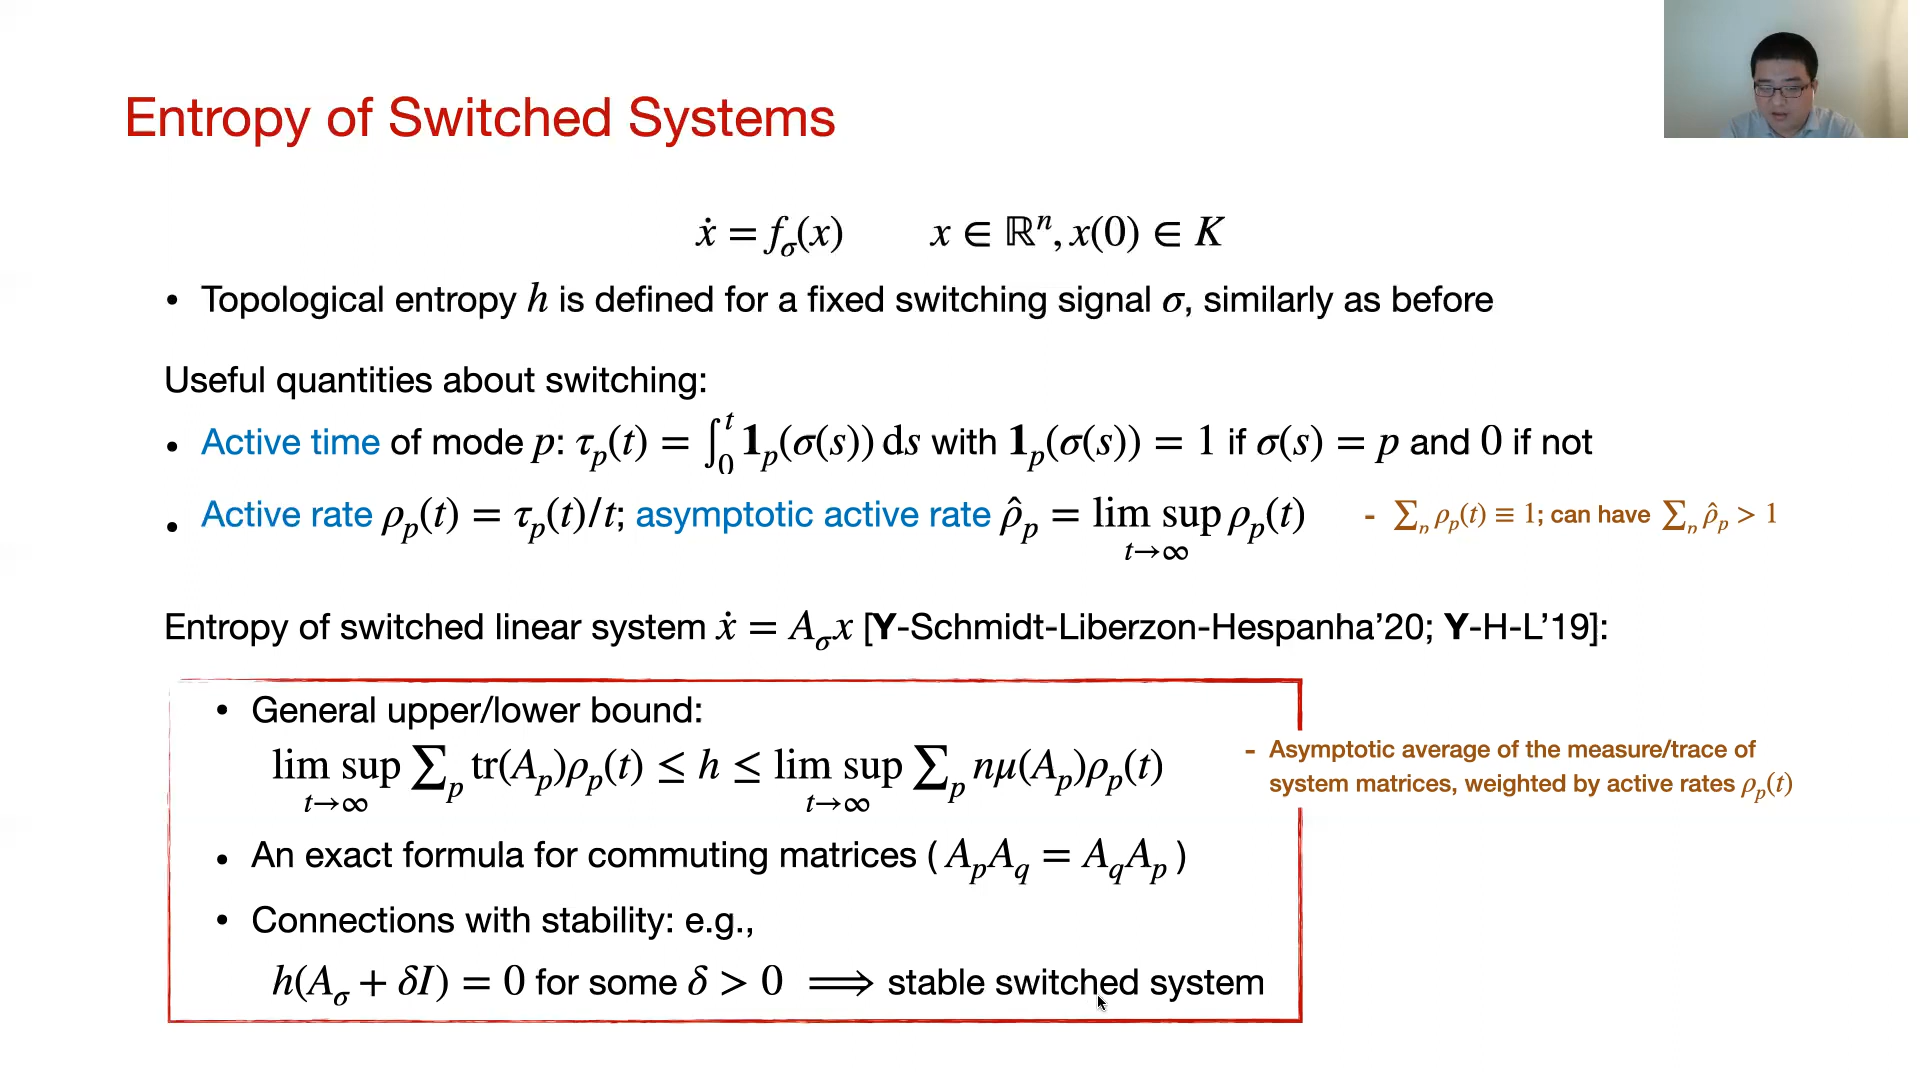 Entropy of Switched Systems
ẋ = f_σ(x)    x ∈ ℝⁿ, x(0) ∈ K
• Topological entropy h is defined for a fixed switching signal σ, similarly as before
Useful quantities about switching:
• Active time of mode p: τ_p(t) = ∫₀ᵗ 𝟏_p(σ(s)) ds with 𝟏_p(σ(s)) = 1 if σ(s) = p and 0 if not
• Active rate ρ_p(t) = τ_p(t)/t; asymptotic active rate ρ̂_p = lim sup_{t→∞} ρ_p(t)
- ∑_p ρ_p(t) ≡ 1; can have ∑_p ρ̂_p > 1
Entropy of switched linear system ẋ = A_σx [Y-Schmidt-Liberzon-Hespanha’20; Y-H-L’19]:
• General upper/lower bound:
lim sup_{t→∞} ∑_p tr(A_p)ρ_p(t) ≤ h ≤ lim sup_{t→∞} ∑_p nμ(A_p)ρ_p(t)
- Asymptotic average of the measure/trace of
system matrices, weighted by active rates ρ_p(t)
• An exact formula for commuting matrices ( A_pA_q = A_qA_p )
• Connections with stability: e.g.,
h(A_σ + δI) = 0 for some δ > 0 ⟹ stable switched system